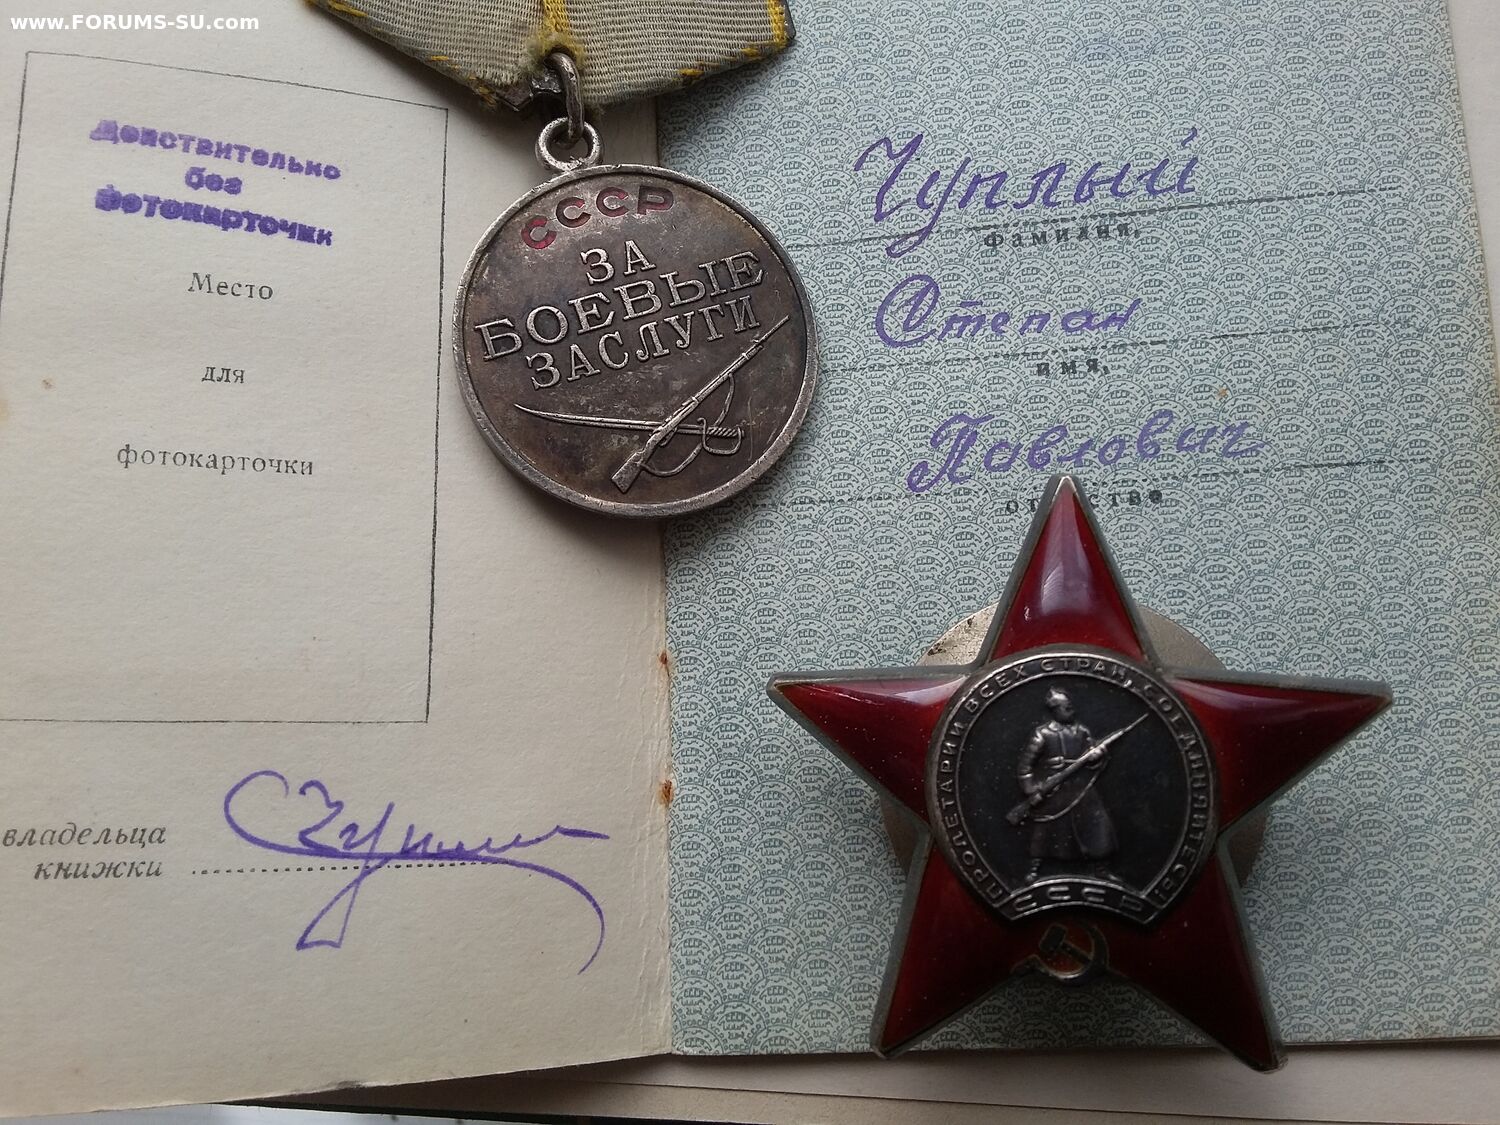 www.FORUMS-SU.com
Действительно
без
фотокарточки
Место
для
фотокарточки
владельца
книжки
СССР
ЗА
БОЕВЫЕ
ЗАСЛУГИ
Чуплый
фамилия,
Степан
имя,
Павлович
отчество
ПРОЛЕТАРИИ ВСЕХ СТРАН, СОЕДИНЯЙТЕСЬ!
СССР